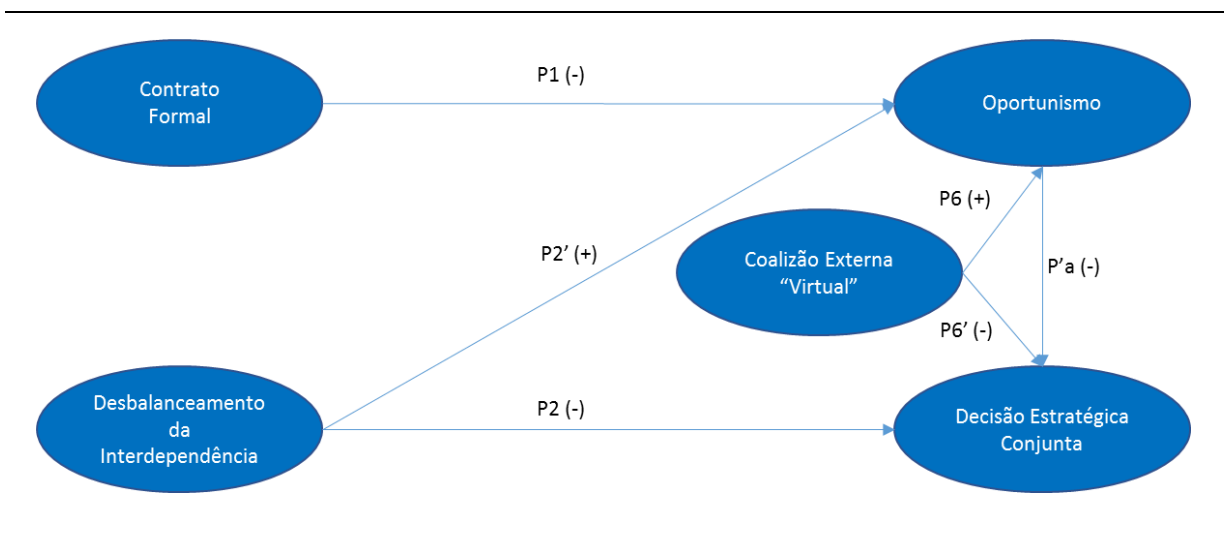 P1 (-)
Contrato
Formal
Oportunismo
P6 (+)
P2’ (+)
Coalizão Externa
“Virtual”
P’a (-)
P6’ (-)
Desbalanceamento
da
Interdependência
P2 (-)
Decisão Estratégica
Conjunta